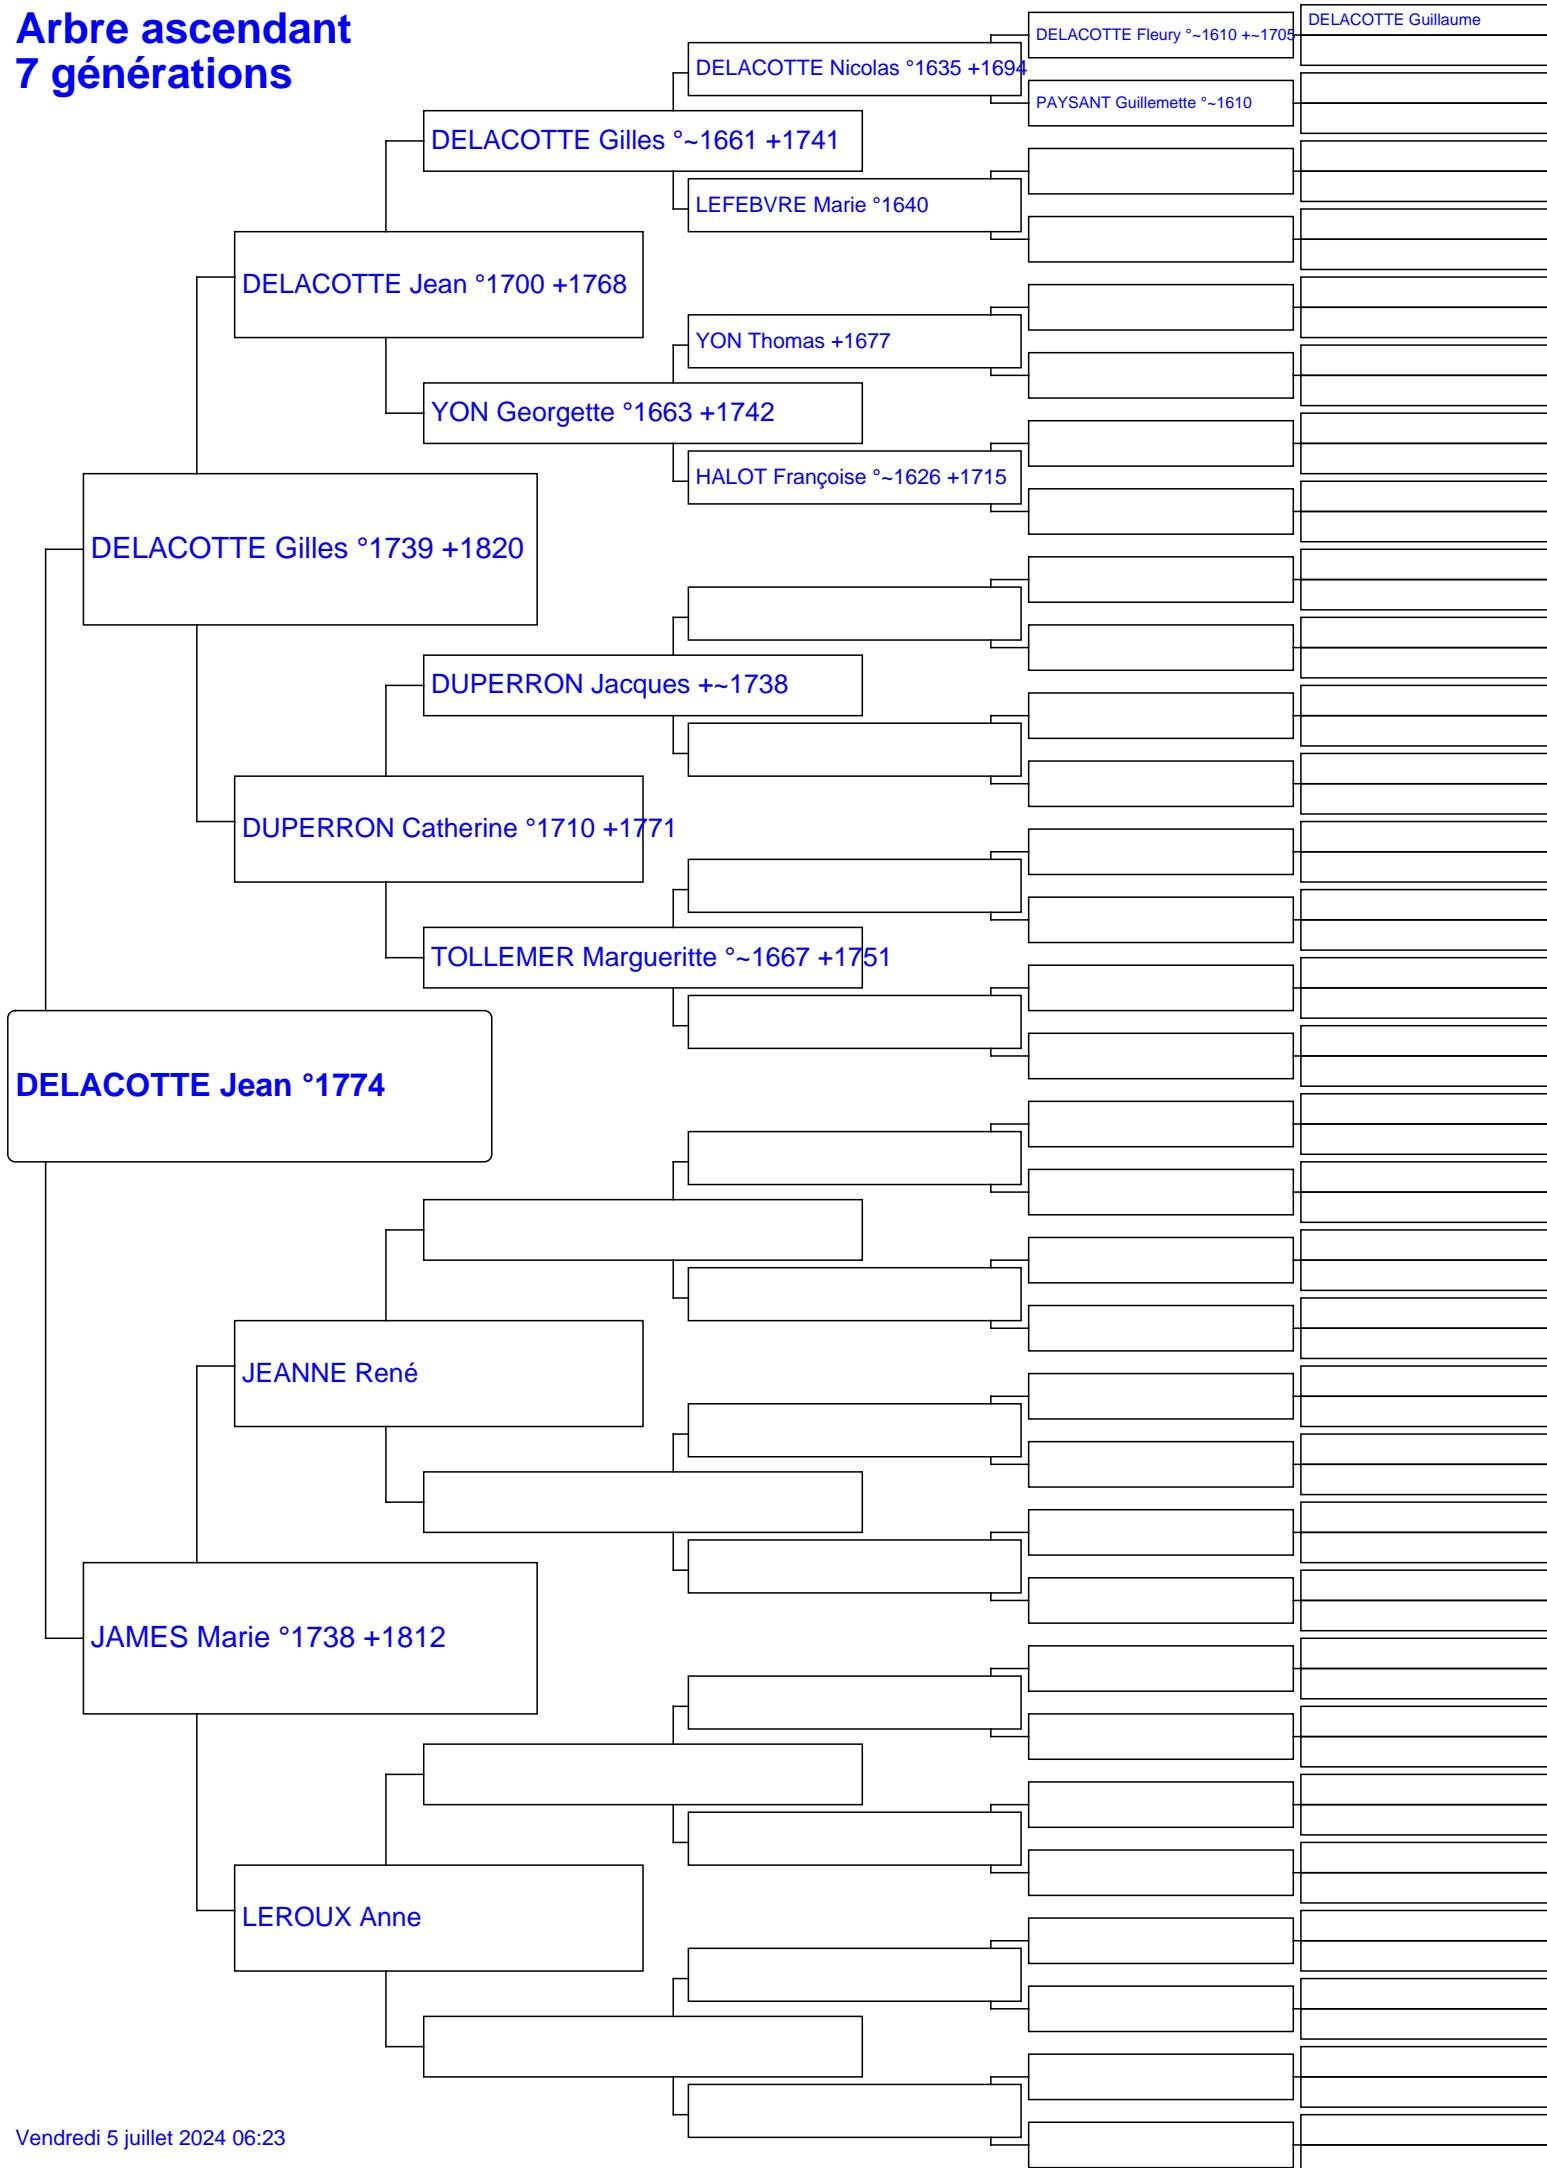 Arbre ascendant
7 générations
DELACOTTE Guillaume
DELACOTTE Fleury °~1610 +~1705
DELACOTTE Nicolas °1635 +1694
PAYSANT Guillemette °~1610
DELACOTTE Gilles °~1661 +1741
LEFEBVRE Marie °1640
DELACOTTE Jean °1700 +1768
YON Thomas +1677
YON Georgette °1663 +1742
HALOT Françoise °~1626 +1715
DELACOTTE Gilles °1739 +1820
DUPERRON Jacques +~1738
DUPERRON Catherine °1710 +1771
TOLLEMER Margueritte °~1667 +1751
DELACOTTE Jean °1774
JEANNE René
JAMES Marie °1738 +1812
LEROUX Anne
Vendredi 5 juillet 2024 06:23